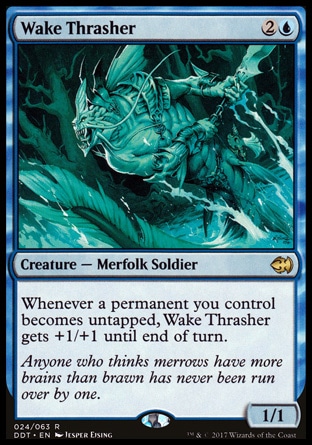 Wake Thrasher 2
Creature — Merfolk Soldier
Whenever a permanent you control
becomes untapped, Wake Thrasher
gets +1/+1 until end of turn.
Anyone who thinks merrows have more
brains than brawn has never been run
over by one.
1/1
024/063 R
DDT • EN Jesper Ejsing ™ & © 2017 Wizards of the Coast